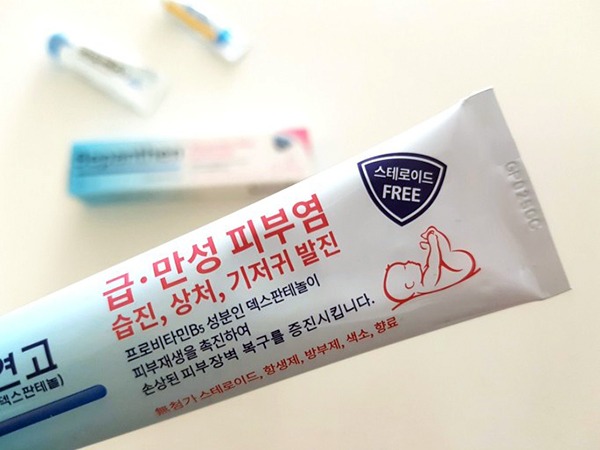 Bepanthen
스테로이드
FREE
급·만성 피부염
습진, 상처, 기저귀 발진
프로비타민B₅ 성분인 덱스판테놀이
피부재생을 촉진하여
손상된 피부장벽 복구를 증진시킵니다.
無첨가 스테로이드, 항생제, 방부제, 색소, 향료
연고
덱스판테놀)